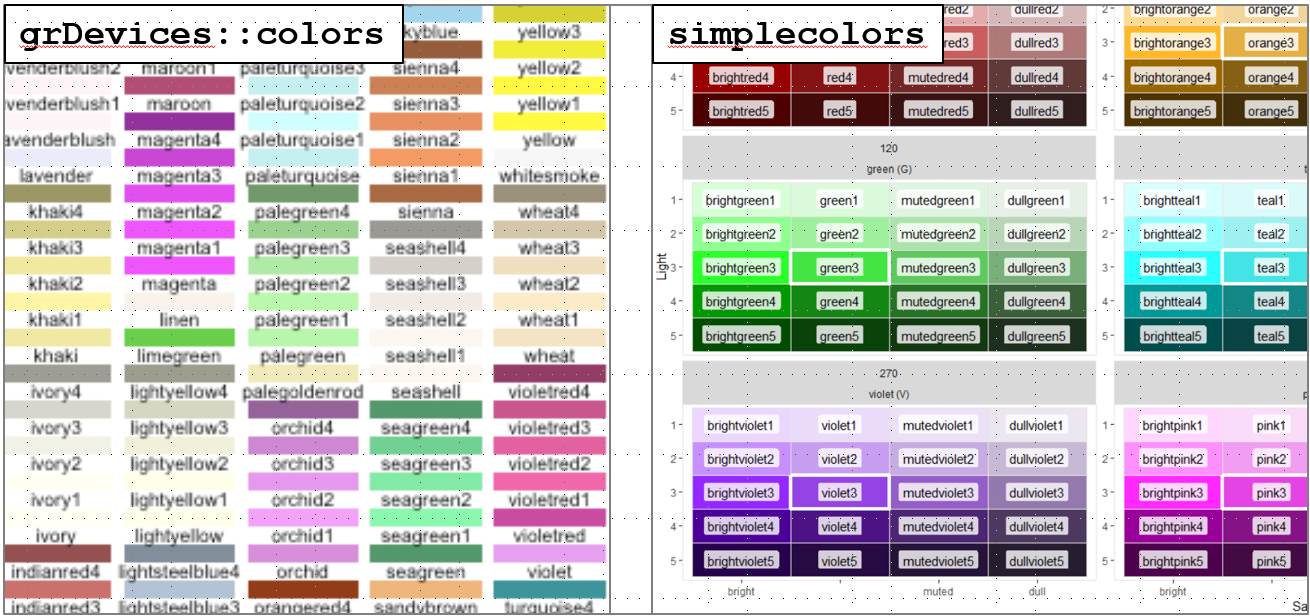 grDevices::colors
kyblue yellow3
venderblush2 maroon1 paleturquoise3 sienna4 yellow2
venderblush1 maroon paleturquoise2 sienna3 yellow1
avenderblush magenta4 paleturquoise1 sienna2 yellow
lavender magenta3 paleturquoise sienna1 whitesmoke
khaki4 magenta2 palegreen4 sienna wheat4
khaki3 magenta1 palegreen3 seashell4 wheat3
khaki2 magenta palegreen2 seashell3 wheat2
khaki1 linen palegreen1 seashell2 wheat1
khaki limegreen palegreen seashell1 wheat
ivory4 lightyellow4 palegoldenrod seashell violetred4
ivory3 lightyellow3 orchid4 seagreen4 violetred3
ivory2 lightyellow2 orchid3 seagreen3 violetred2
ivory1 lightyellow1 orchid2 seagreen2 violetred1
ivory lightyellow orchid1 seagreen1 violetred
indianred4 lightsteelblue4 orchid seagreen violet
indianred3 lightsteelblue3 orangered4 sandybrown turquoise4
simplecolors
red2 dullred2 2 brightorange2 orange2
red3 dullred3 3 brightorange3 orange3
4 brightred4 red4 mutedred4 dullred4 4 brightorange4 orange4
5 brightred5 red5 mutedred5 dullred5 5 brightorange5 orange5
120
green (G)
Light
1 brightgreen1 green1 mutedgreen1 dullgreen1 1 brightteal1 teal1
2 brightgreen2 green2 mutedgreen2 dullgreen2 2 brightteal2 teal2
3 brightgreen3 green3 mutedgreen3 dullgreen3 3 brightteal3 teal3
4 brightgreen4 green4 mutedgreen4 dullgreen4 4 brightteal4 teal4
5 brightgreen5 green5 mutedgreen5 dullgreen5 5 brightteal5 teal5
270
violet (V)
1 brightviolet1 violet1 mutedviolet1 dullviolet1 1 brightpink1 pink1
2 brightviolet2 violet2 mutedviolet2 dullviolet2 2 brightpink2 pink2
3 brightviolet3 violet3 mutedviolet3 dullviolet3 3 brightpink3 pink3
4 brightviolet4 violet4 mutedviolet4 dullviolet4 4 brightpink4 pink4
5 brightviolet5 violet5 mutedviolet5 dullviolet5 5 brightpink5 pink5
bright muted dull bright
Sa